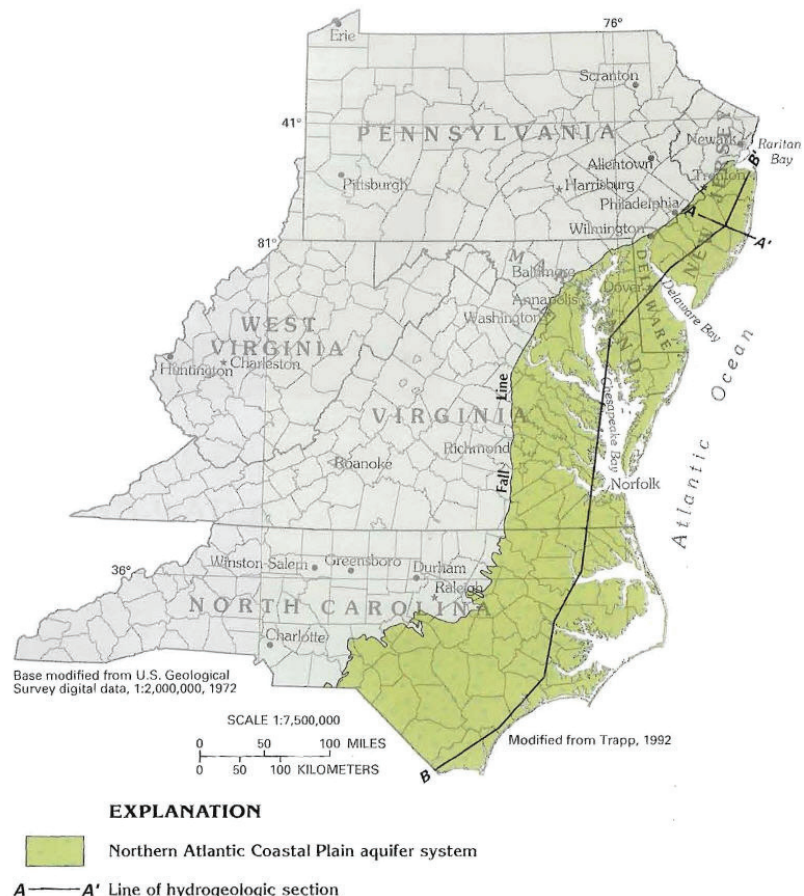 76°
Erie
Scranton
41°
PENNSYLVANIA
Newark
Raritan
Bay
Allentown
NEW JERSEY
B'
Pittsburgh
Harrisburg
Trenton
Philadelphia
A
Wilmington
A'
81°
MARYLAND
Baltimore
DELAWARE
Dover
Annapolis
Delaware Bay
Washington
WEST
VIRGINIA
Huntington
Charleston
Line
Chesapeake Bay
Atlantic Ocean
VIRGINIA
Richmond
Roanoke
Fall
Norfolk
36°
Winston-Salem
Greensboro
Durham
Raleigh
NORTH CAROLINA
Charlotte
Base modified from U.S. Geological
Survey digital data, 1:2,000,000, 1972
SCALE 1:7,500,000
0 50 100 MILES
0 50 100 KILOMETERS
Modified from Trapp, 1992
B
EXPLANATION
Northern Atlantic Coastal Plain aquifer system
A A' Line of hydrogeologic section